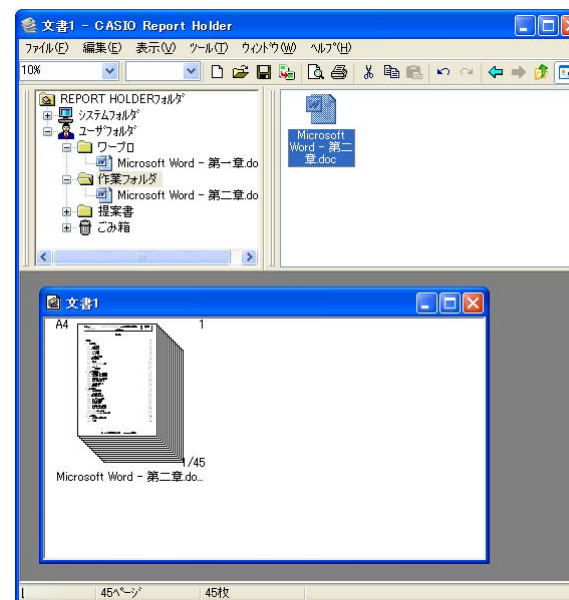 文書1 - CASIO Report Holder
ファイル(F) 編集(E) 表示(V) ツール(T) ウィンドウ(W) ヘルプ(H)
10%
REPORT HOLDERフォルダ
システムフォルダ
ユーザフォルダ
ワープロ
Microsoft Word - 第一章.do
作業フォルダ
Microsoft Word - 第二章.do
提案書
ごみ箱
Microsoft
Word - 第二
章.doc
文書1
A4 1
1/45
Microsoft Word - 第二章.do...
45ページ 45枚